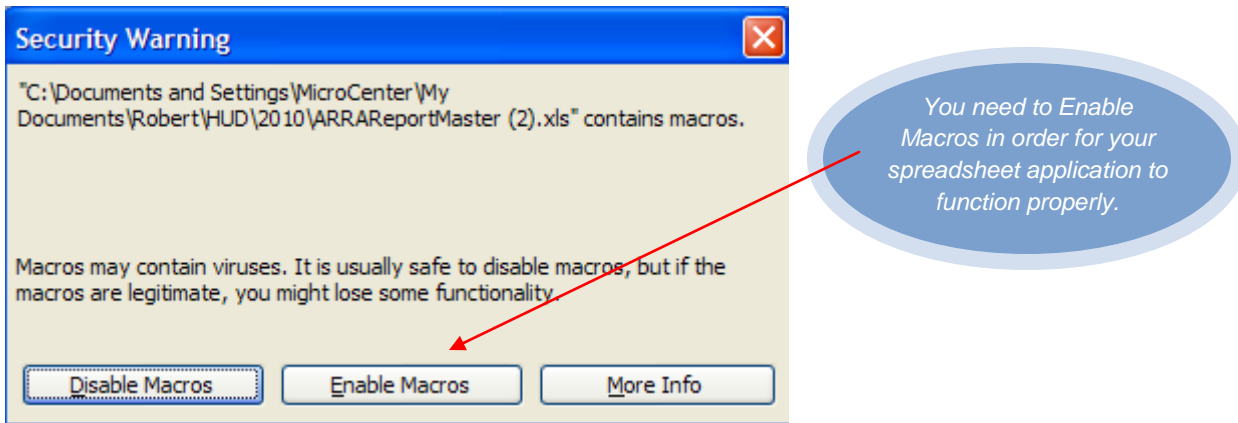 Security Warning
"C:\Documents and Settings\MicroCenter\My
Documents\Robert\HUD\2010\ARRAReportMaster (2).xls" contains macros.
You need to Enable
Macros in order for your
spreadsheet application to
function properly.
Macros may contain viruses. It is usually safe to disable macros, but if the
macros are legitimate, you might lose some functionality.
Disable Macros
Enable Macros
More Info